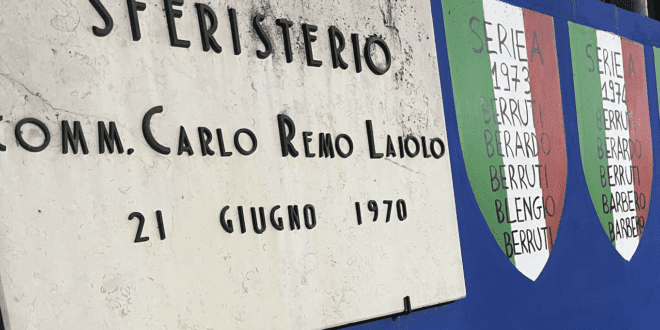 SFERISTERIO
COMM. CARLO REMO LAIOLO
21 GIUGNO 1970
SERIE A
1973
BERRUTI
BERARDO
BERRUTI
BLENGIO
BERRUTI
SERIE A
1974
BERRUTI
BERARDO
BERRUTI
BARBERO
BARBERO